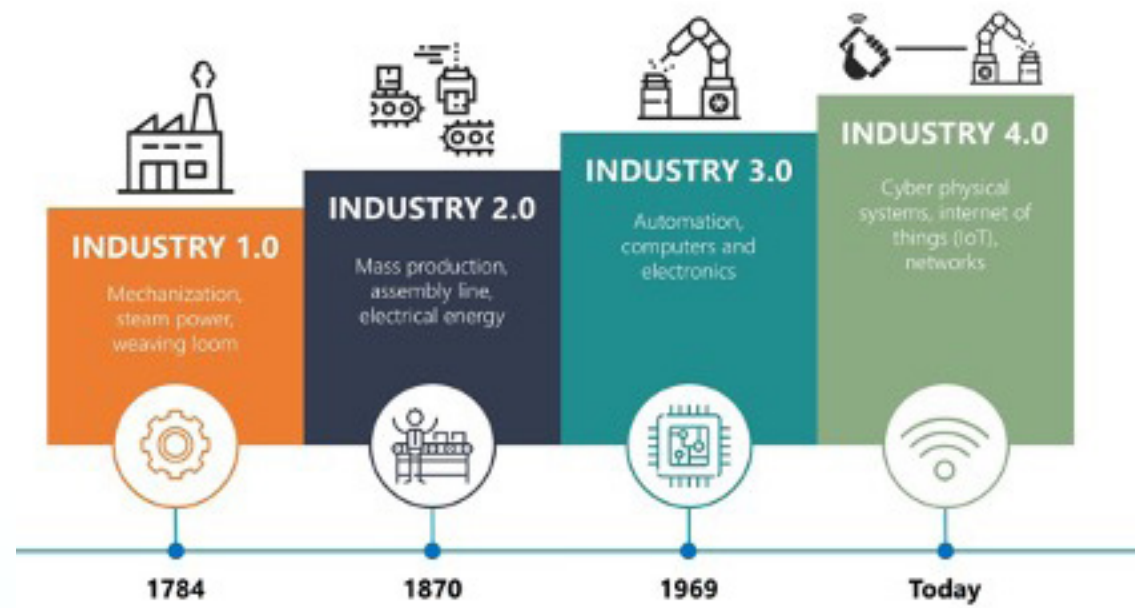 INDUSTRY 1.0
Mechanization,
steam power,
weaving loom
1784
INDUSTRY 2.0
Mass production,
assembly line,
electrical energy
1870
INDUSTRY 3.0
Automation,
computers and
electronics
1969
INDUSTRY 4.0
Cyber physical
systems, internet of
things (IoT),
networks
Today